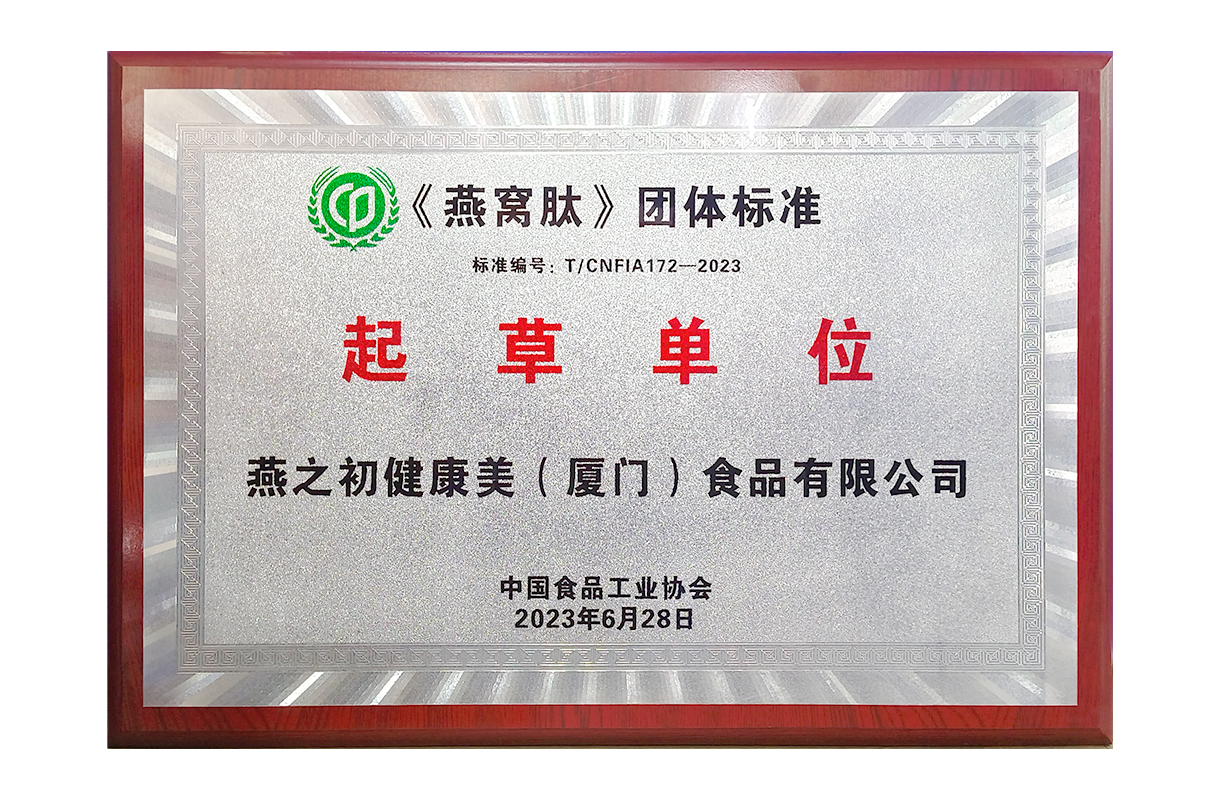 《燕窝肽》团体标准
标准编号：T/CNFIA172—2023
起草单位
燕之初健康美（厦门）食品有限公司
中国食品工业协会
2023年6月28日